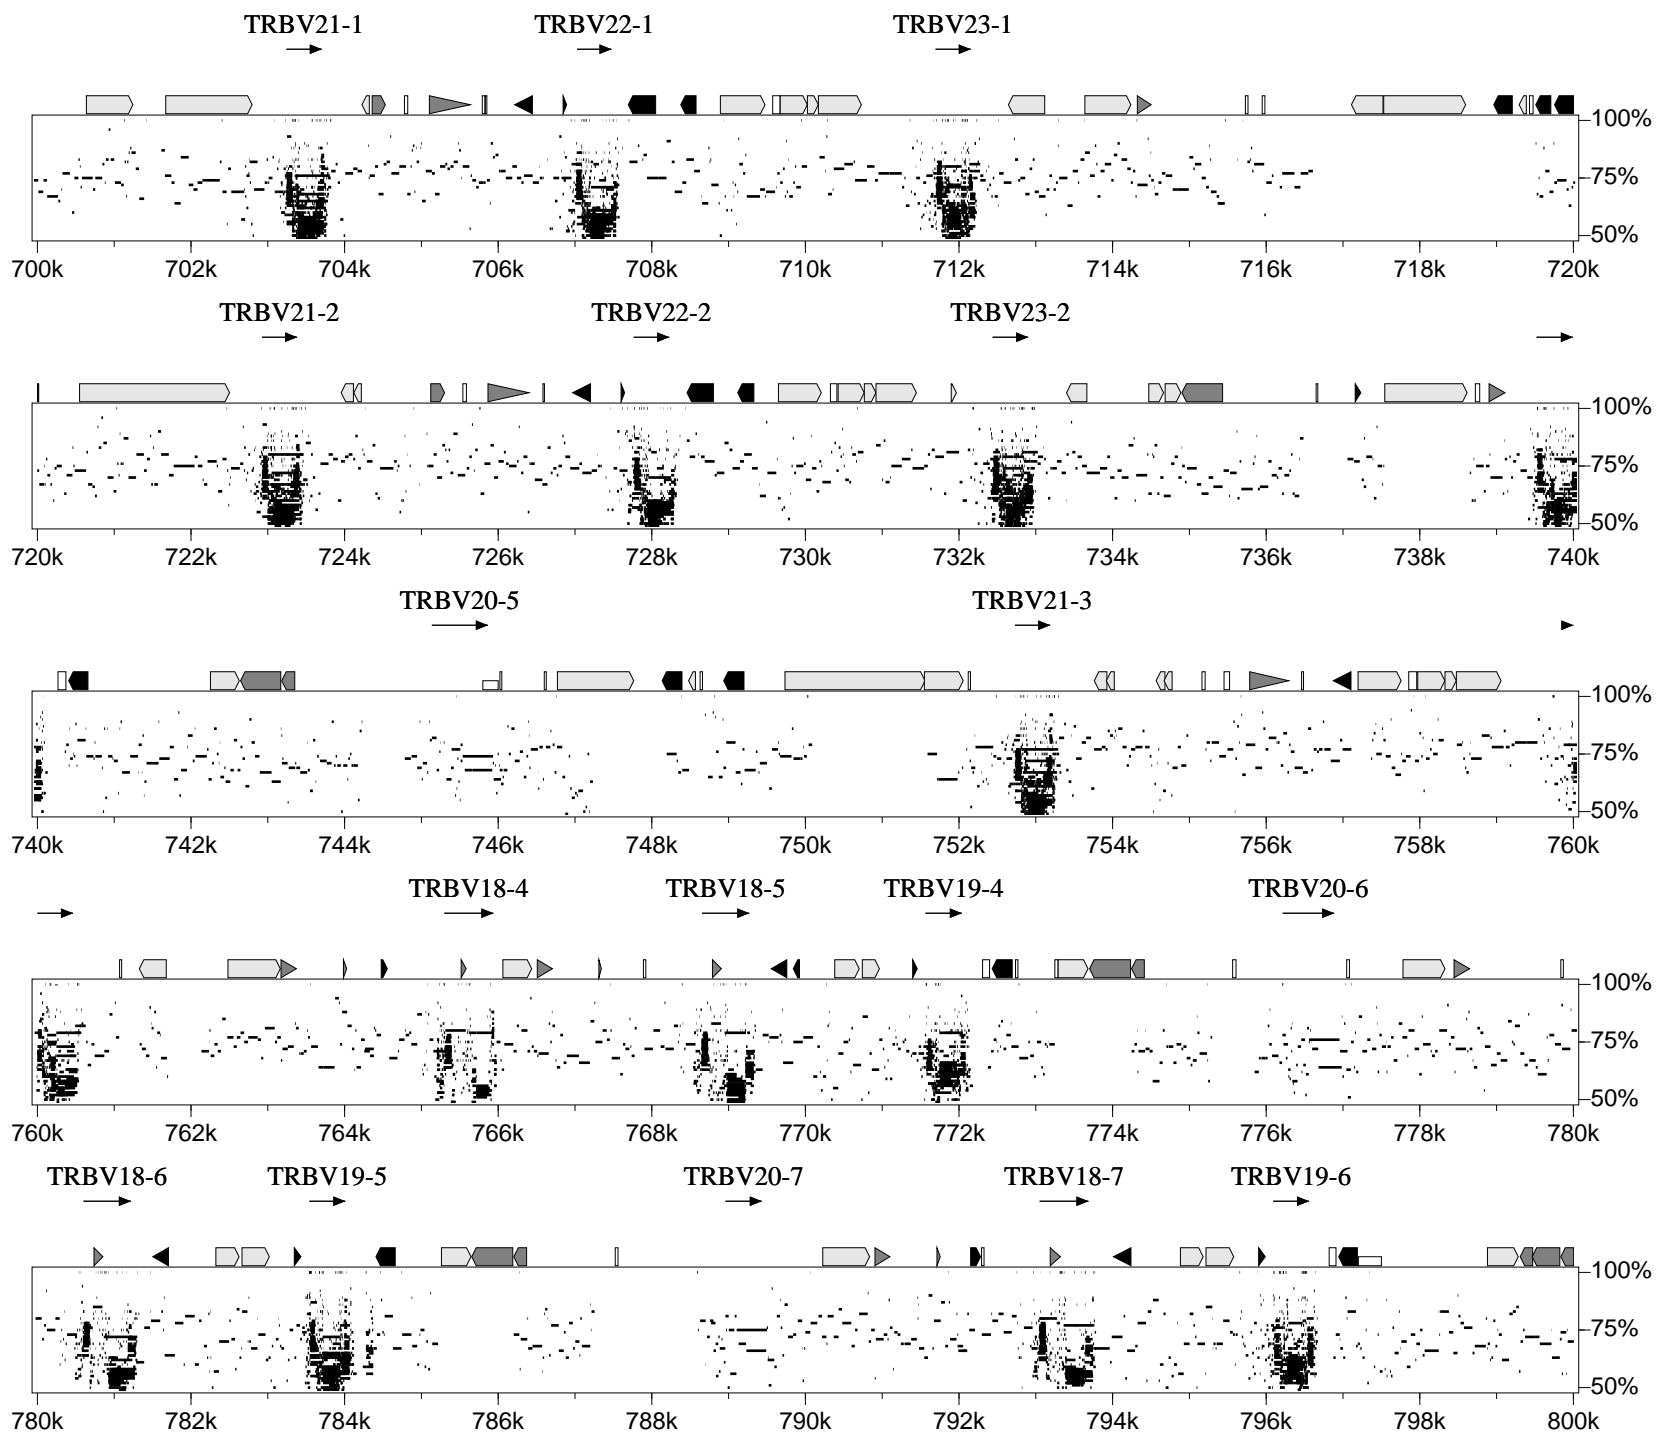 TRBV21-1 TRBV22-1 TRBV23-1
100%
75%
50%
700k 702k 704k 706k 708k 710k 712k 714k 716k 718k 720k
TRBV21-2 TRBV22-2 TRBV23-2
100%
75%
50%
720k 722k 724k 726k 728k 730k 732k 734k 736k 738k 740k
TRBV20-5 TRBV21-3
100%
75%
50%
740k 742k 744k 746k 748k 750k 752k 754k 756k 758k 760k
TRBV18-4 TRBV18-5 TRBV19-4 TRBV20-6
100%
75%
50%
760k 762k 764k 766k 768k 770k 772k 774k 776k 778k 780k
TRBV18-6 TRBV19-5 TRBV20-7 TRBV18-7 TRBV19-6
100%
75%
50%
780k 782k 784k 786k 788k 790k 792k 794k 796k 798k 800k